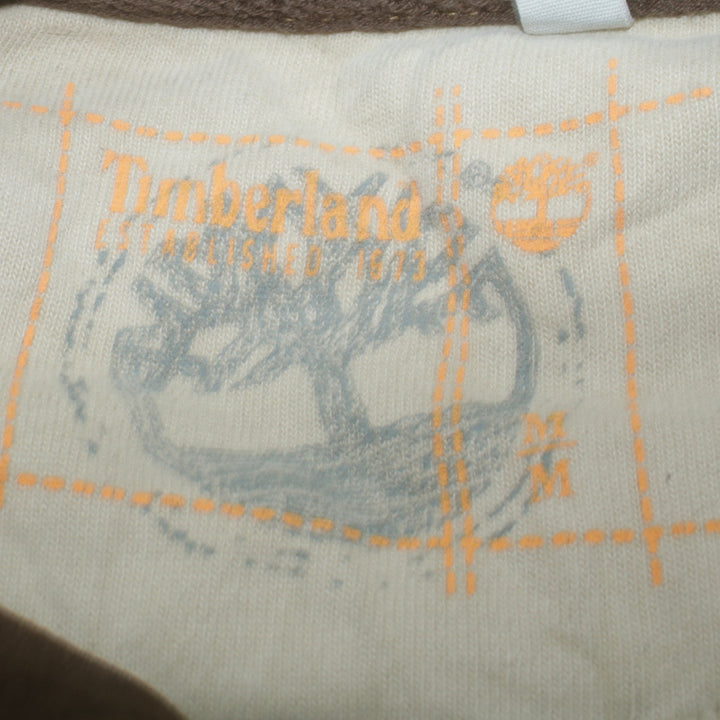 Timberland
ESTABLISHED 1973
M
M